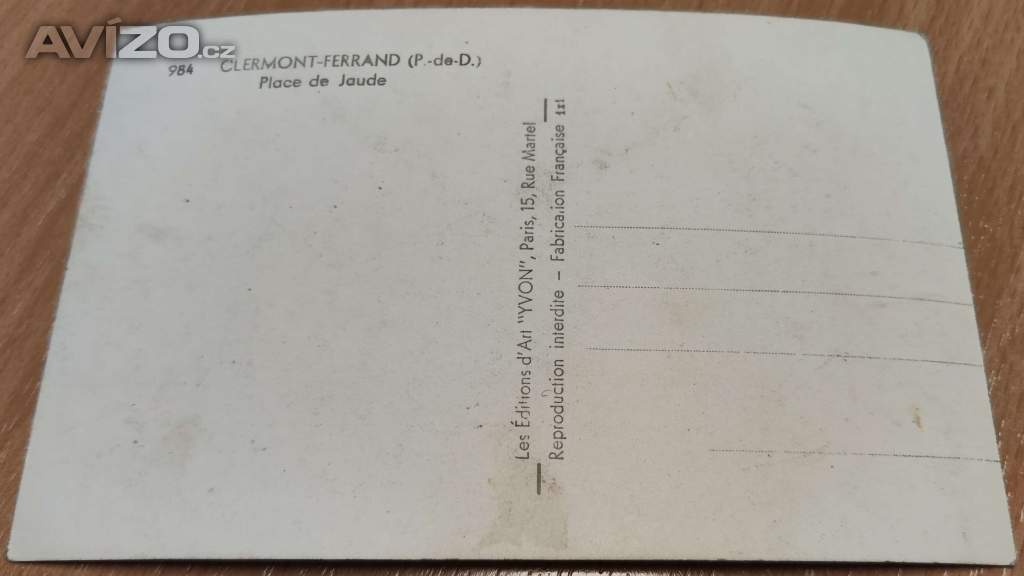 AVÍZO.cz
984 CLERMONT-FERRAND (P.-de-D.)
Place de Jaude
Les Éditions d'Art "YVON", Paris, 15, Rue Martel
Reproduction interdite - Fabrication Française